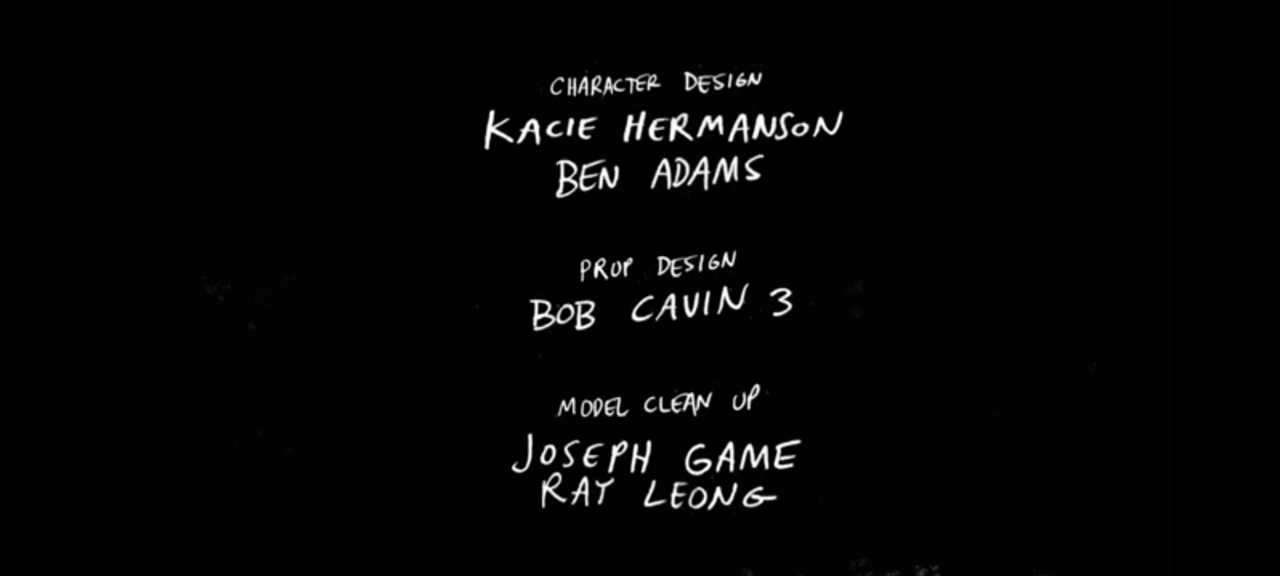 CHARACTER DESIGN
KACIE HERMANSON
BEN ADAMS
PROP DESIGN
BOB CAVIN 3
MODEL CLEAN UP
JOSEPH GAME
RAY LEONG